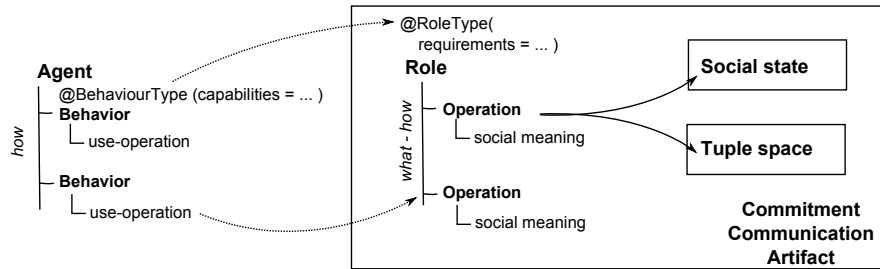 Agent
@BehaviourType (capabilities = ... )
how
Behavior
use-operation
Behavior
use-operation
@RoleType(
requirements = ... )
Role
what - how
Operation
social meaning
Operation
social meaning
Social state
Tuple space
Commitment
Communication
Artifact